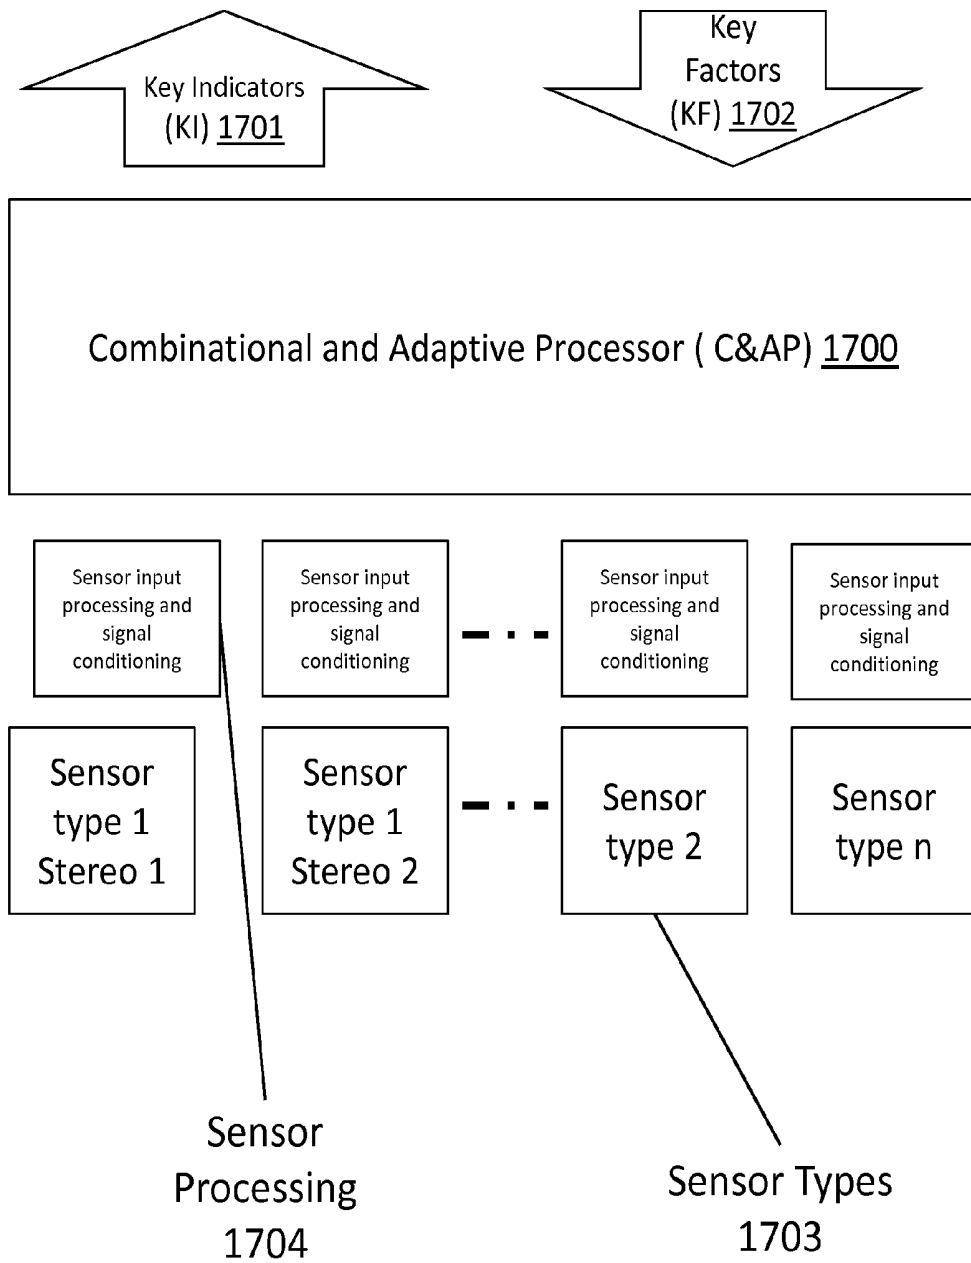 Key Indicators
(KI) 1701
Key
Factors
(KF) 1702
Combinational and Adaptive Processor ( C&AP) 1700
Sensor input
processing and
signal
conditioning
Sensor input
processing and
signal
conditioning
Sensor input
processing and
signal
conditioning
Sensor input
processing and
signal
conditioning
Sensor
type 1
Stereo 1
Sensor
type 1
Stereo 2
Sensor
type 2
Sensor
type n
Sensor
Processing
1704
Sensor Types
1703